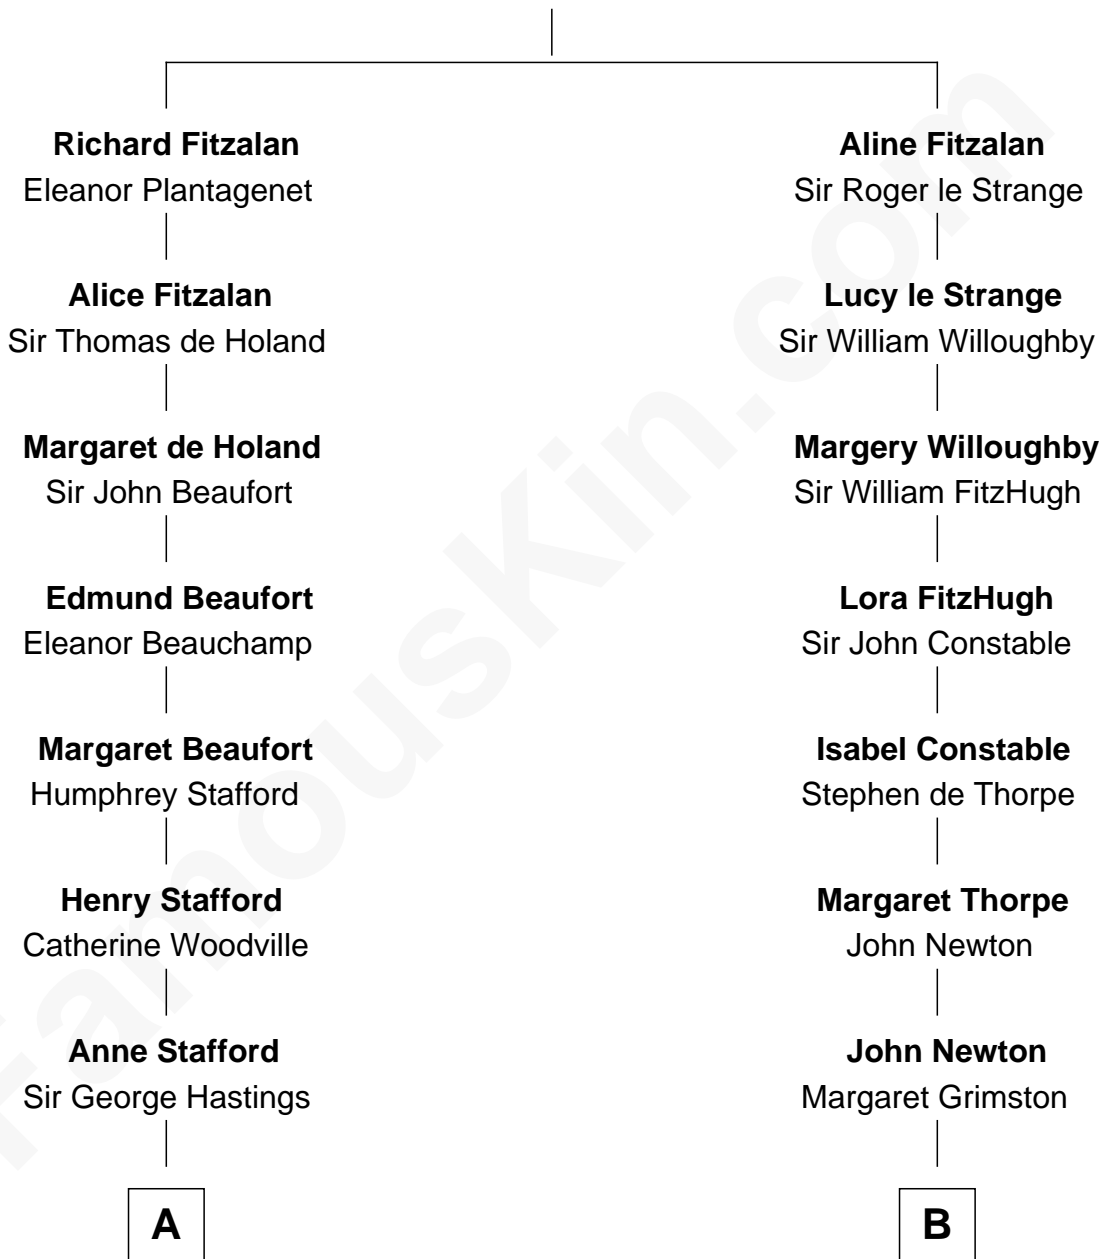 Richard Fitzalan
Eleanor Plantagenet
Alice Fitzalan
Sir Thomas de Holand
Margaret de Holand
Sir John Beaufort
Edmund Beaufort
Eleanor Beauchamp
Margaret Beaufort
Humphrey Stafford
Henry Stafford
Catherine Woodville
Anne Stafford
Sir George Hastings
A
Aline Fitzalan
Sir Roger le Strange
Lucy le Strange
Sir William Willoughby
Margery Willoughby
Sir William FitzHugh
Lora FitzHugh
Sir John Constable
Isabel Constable
Stephen de Thorpe
Margaret Thorpe
John Newton
John Newton
Margaret Grimston
B
FamousKin.com